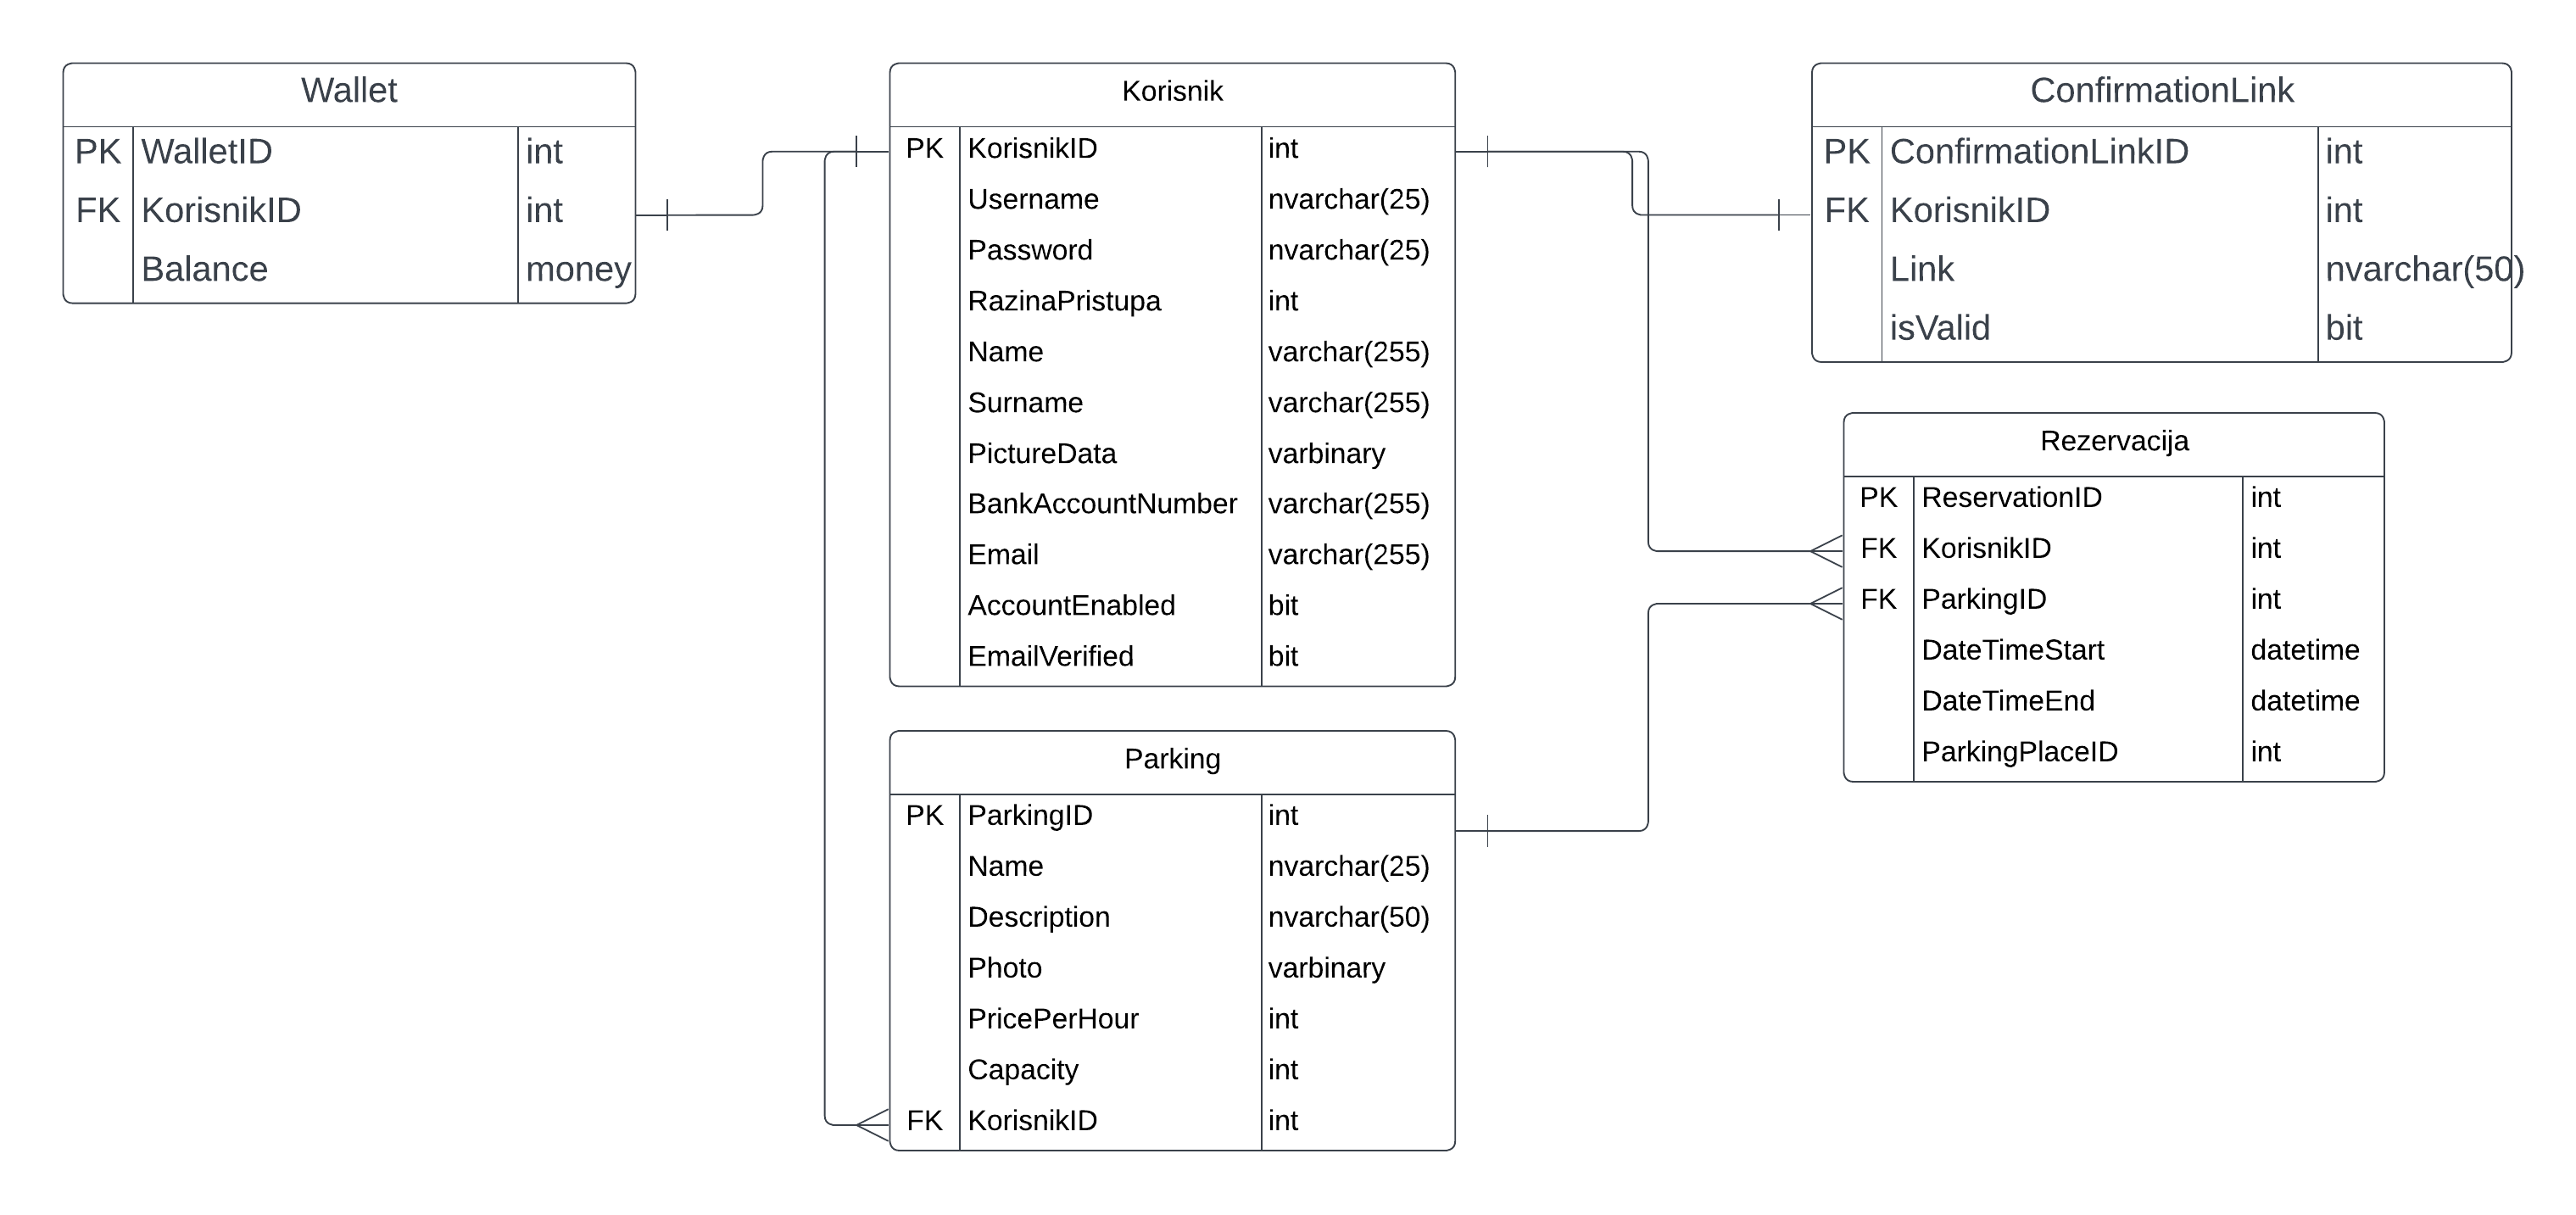 Wallet
PK WalletID int
FK KorisnikID int
Balance money
Korisnik
PK KorisnikID int
Username nvarchar(25)
Password nvarchar(25)
RazinaPristupa int
Name varchar(255)
Surname varchar(255)
PictureData varbinary
BankAccountNumber varchar(255)
Email varchar(255)
AccountEnabled bit
EmailVerified bit
ConfirmationLink
PK ConfirmationLinkID int
FK KorisnikID int
Link nvarchar(50)
isValid bit
Rezervacija
PK ReservationID int
FK KorisnikID int
FK ParkingID int
DateTimeStart datetime
DateTimeEnd datetime
ParkingPlaceID int
Parking
PK ParkingID int
Name nvarchar(25)
Description nvarchar(50)
Photo varbinary
PricePerHour int
Capacity int
FK KorisnikID int